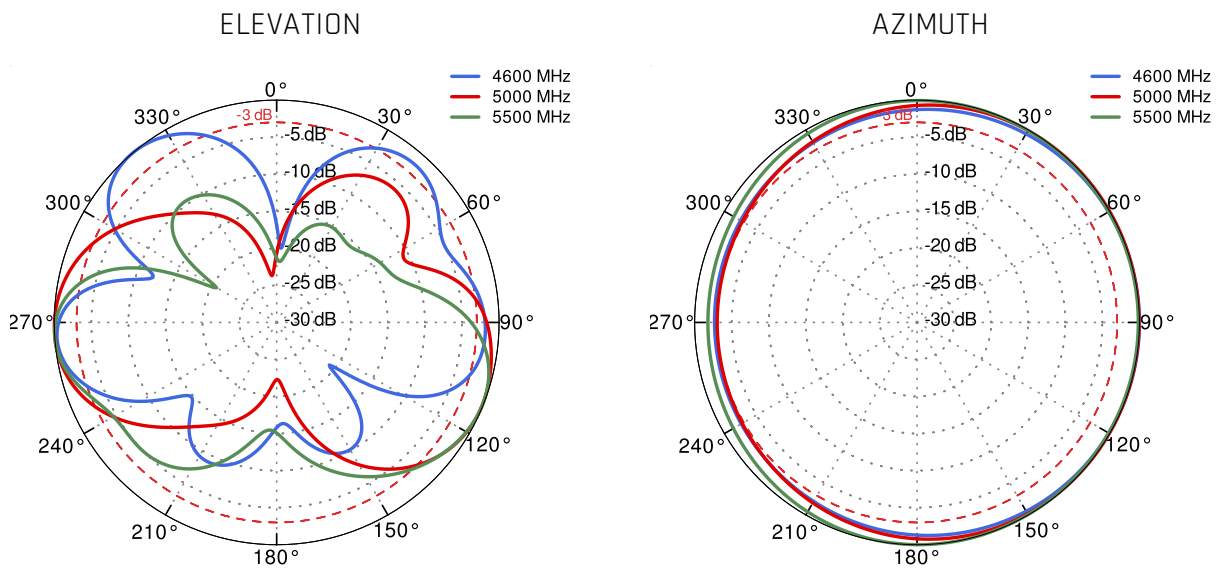 ELEVATION
4600 MHz
5000 MHz
5500 MHz
0°
30°
60°
90°
120°
150°
180°
210°
240°
270°
300°
330°
-3 dB
-5 dB
-10 dB
-15 dB
-20 dB
-25 dB
-30 dB
AZIMUTH
4600 MHz
5000 MHz
5500 MHz
0°
30°
60°
90°
120°
150°
180°
210°
240°
270°
300°
330°
-3 dB
-5 dB
-10 dB
-15 dB
-20 dB
-25 dB
-30 dB